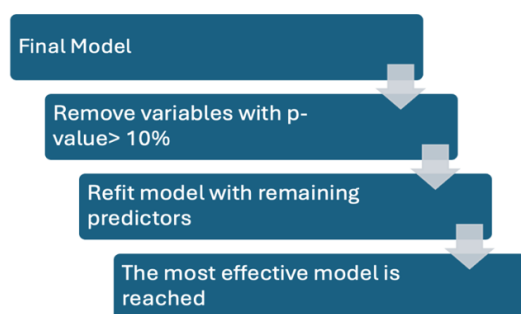 Final Model
Remove variables with p-
value> 10%
Refit model with remaining
predictors
The most effective model is
reached